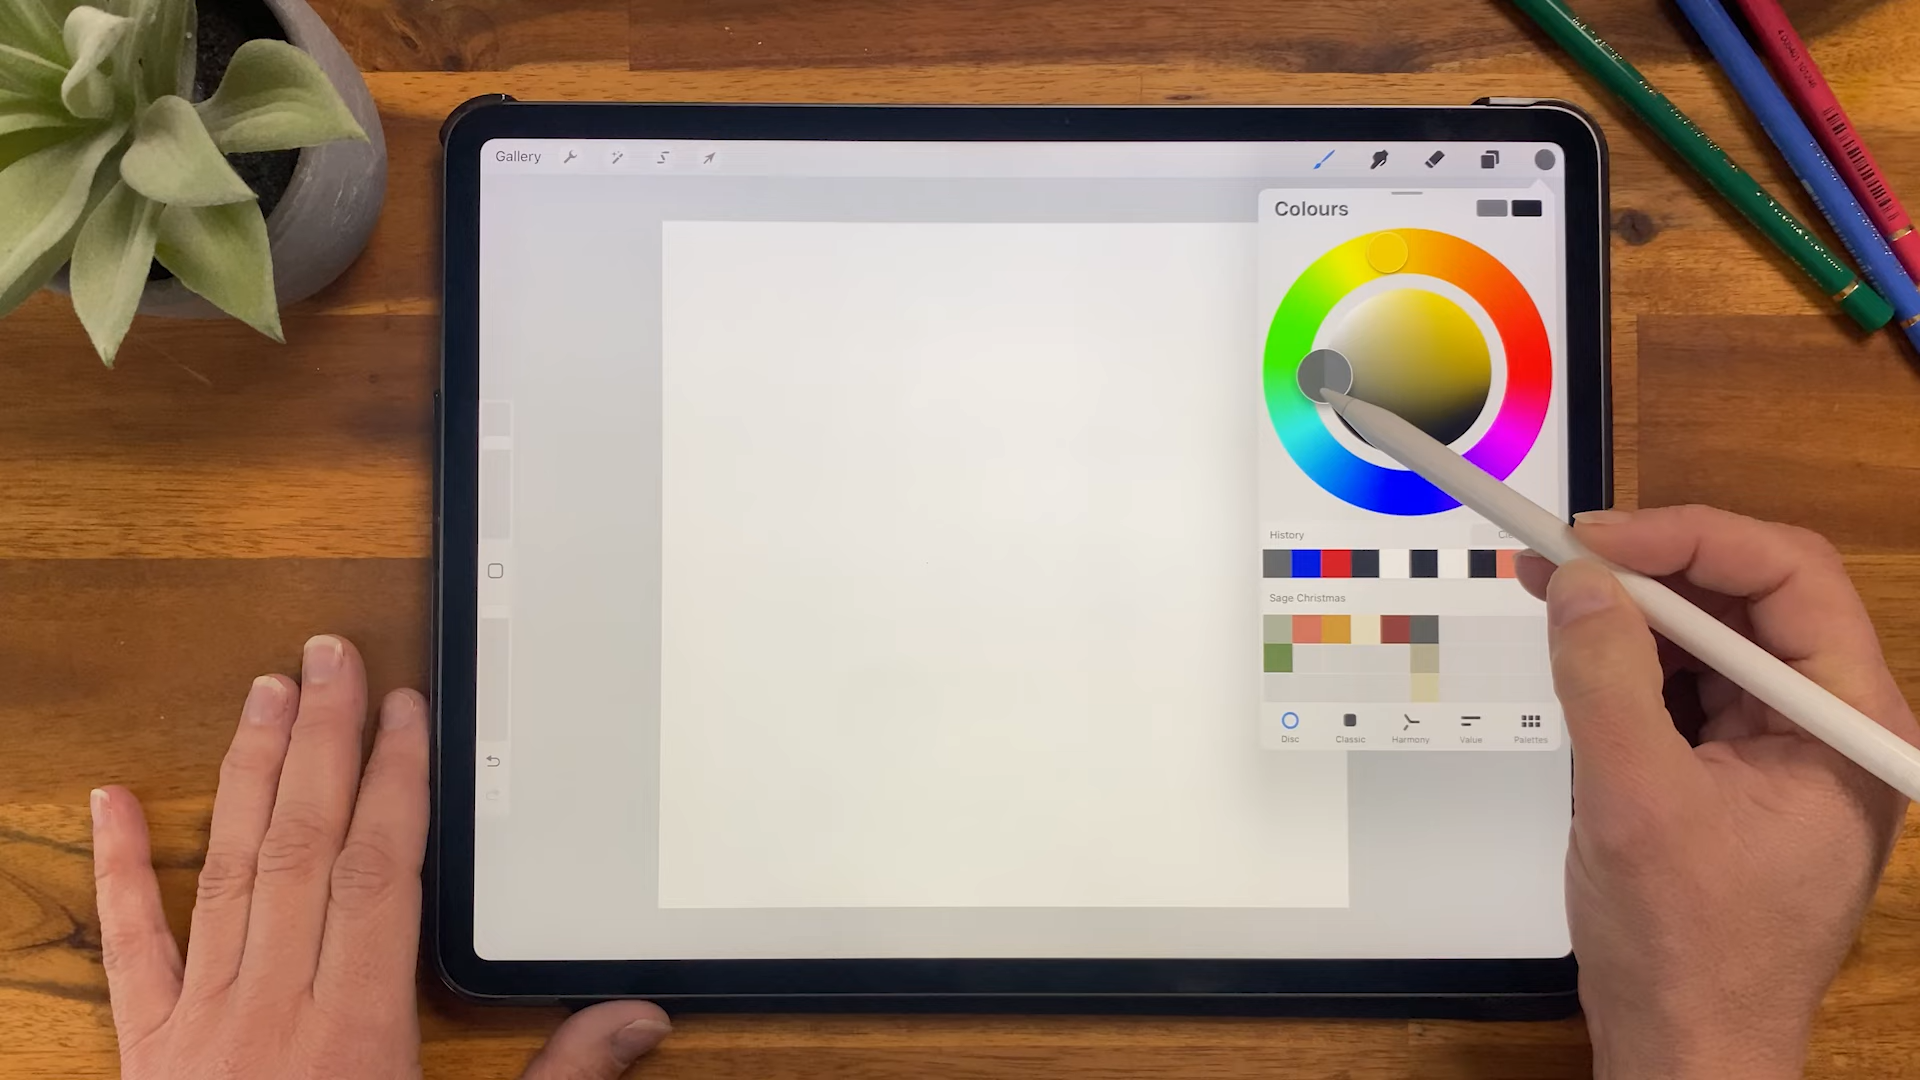 Gallery
Colours
History
Sage Christmas
Disc
Classic
Harmony
Value
Palettes